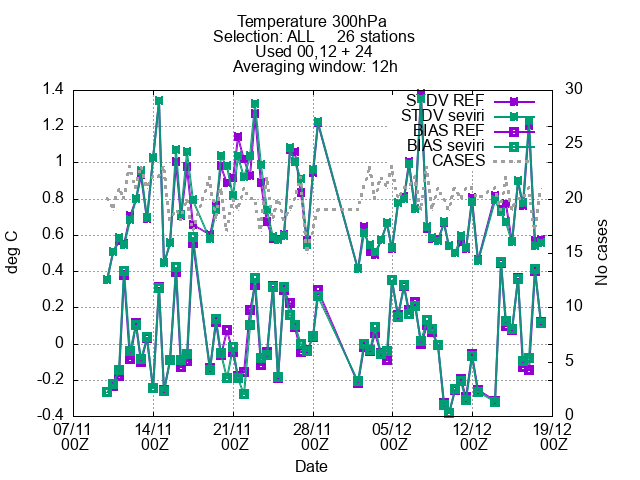 Temperature 300hPa
Selection: ALL 26 stations
Used 00,12 + 24
Averaging window: 12h
1.4
1.2
1
0.8
0.6
0.4
0.2
0
-0.2
-0.4
deg C
30
25
20
15
10
5
0
No cases
STDV REF
STDV seviri
BIAS REF
BIAS seviri
CASES
07/11 14/11 21/11 28/11 05/12 12/12 19/12
00Z 00Z 00Z 00Z 00Z 00Z 00Z
Date